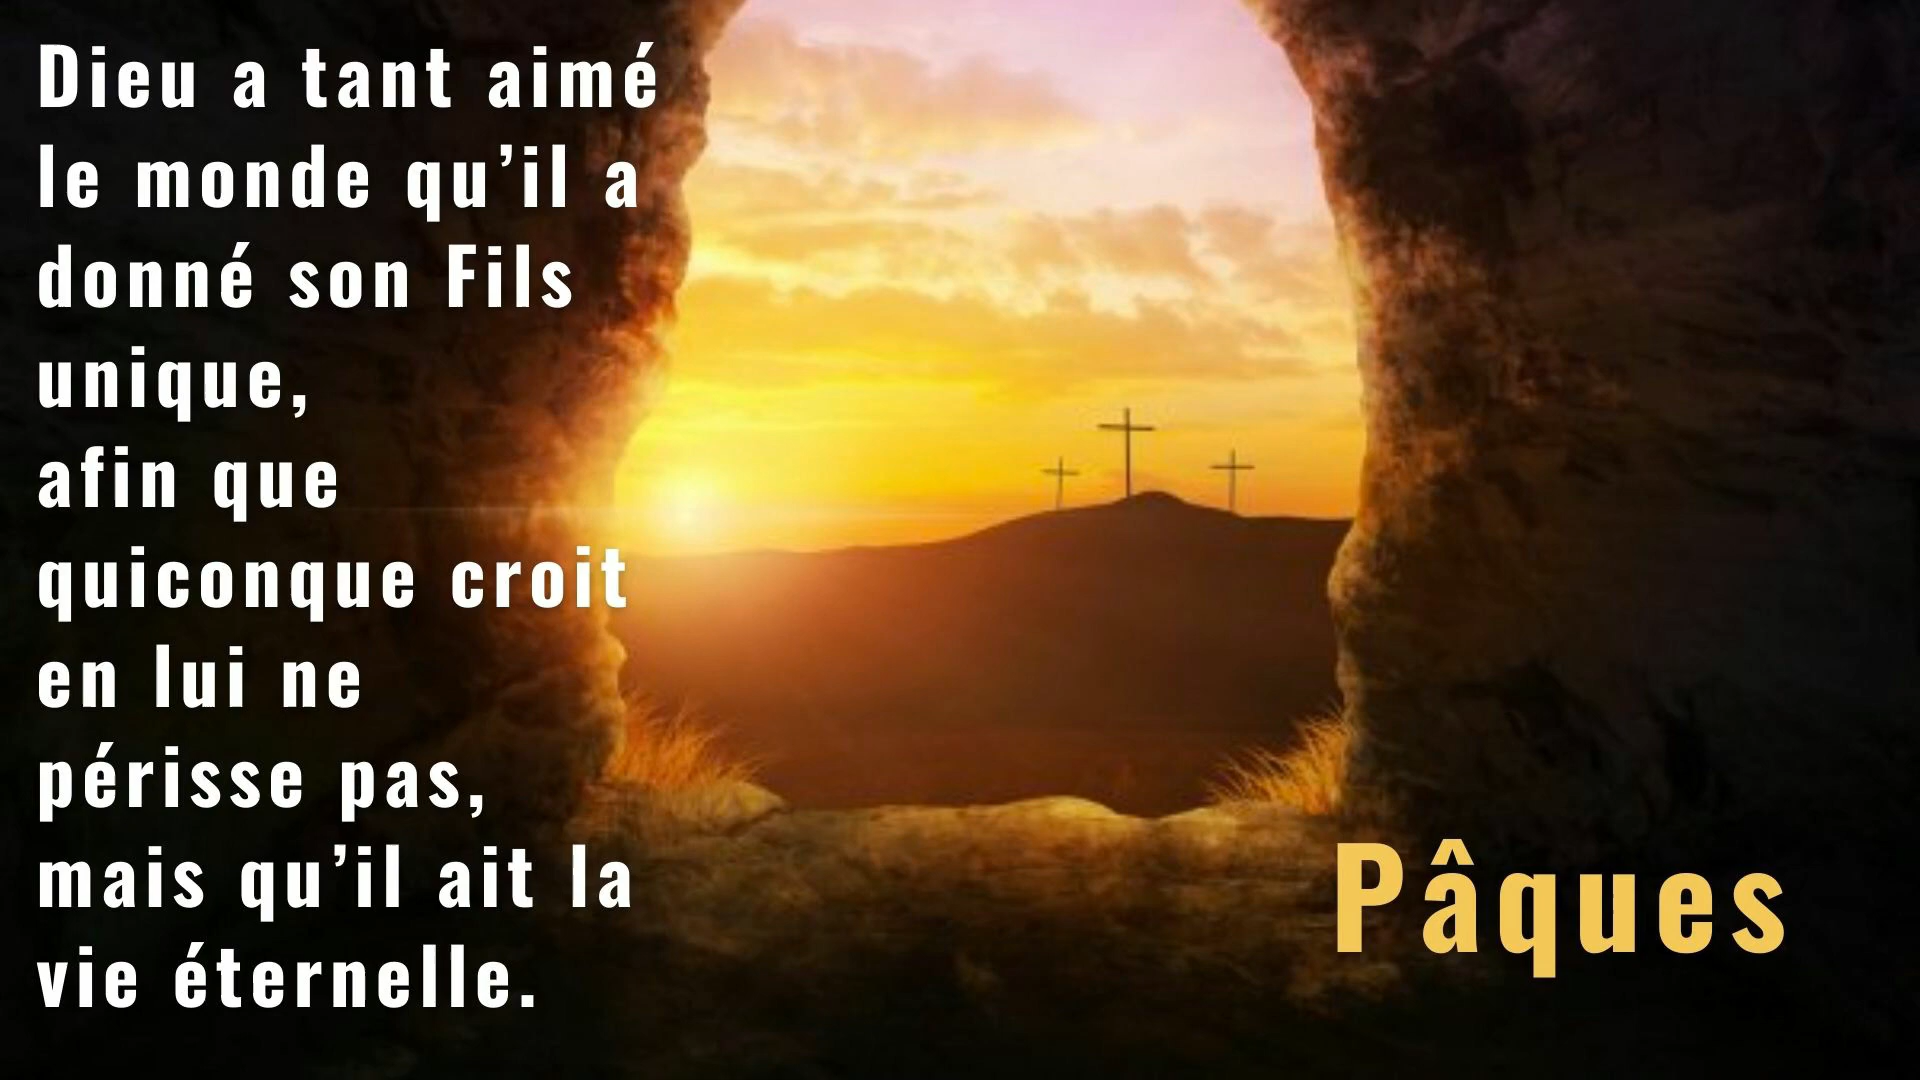 Dieu a tant aimé
le monde qu’il a
donné son Fils
unique,
afin que
quiconque croit
en lui ne
périsse pas,
mais qu’il ait la
vie éternelle.
Pâques